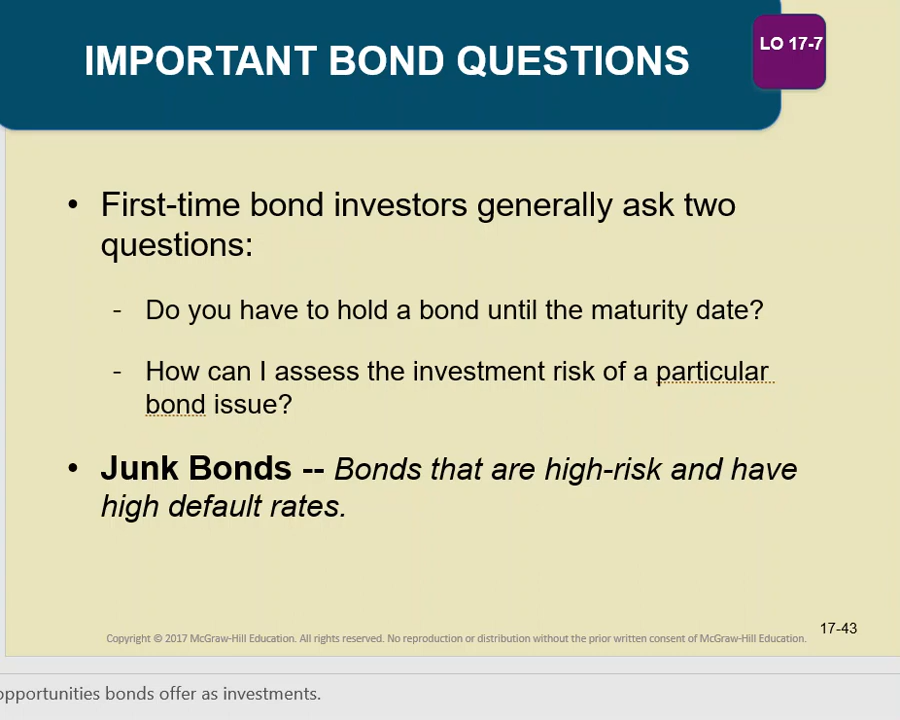 IMPORTANT BOND QUESTIONS
LO 17-7
• First-time bond investors generally ask two
questions:
- Do you have to hold a bond until the maturity date?
- How can I assess the investment risk of a particular
bond issue?
• Junk Bonds -- Bonds that are high-risk and have
high default rates.
17-43
Copyright © 2017 McGraw-Hill Education. All rights reserved. No reproduction or distribution without the prior written consent of McGraw-Hill Education.
opportunities bonds offer as investments.